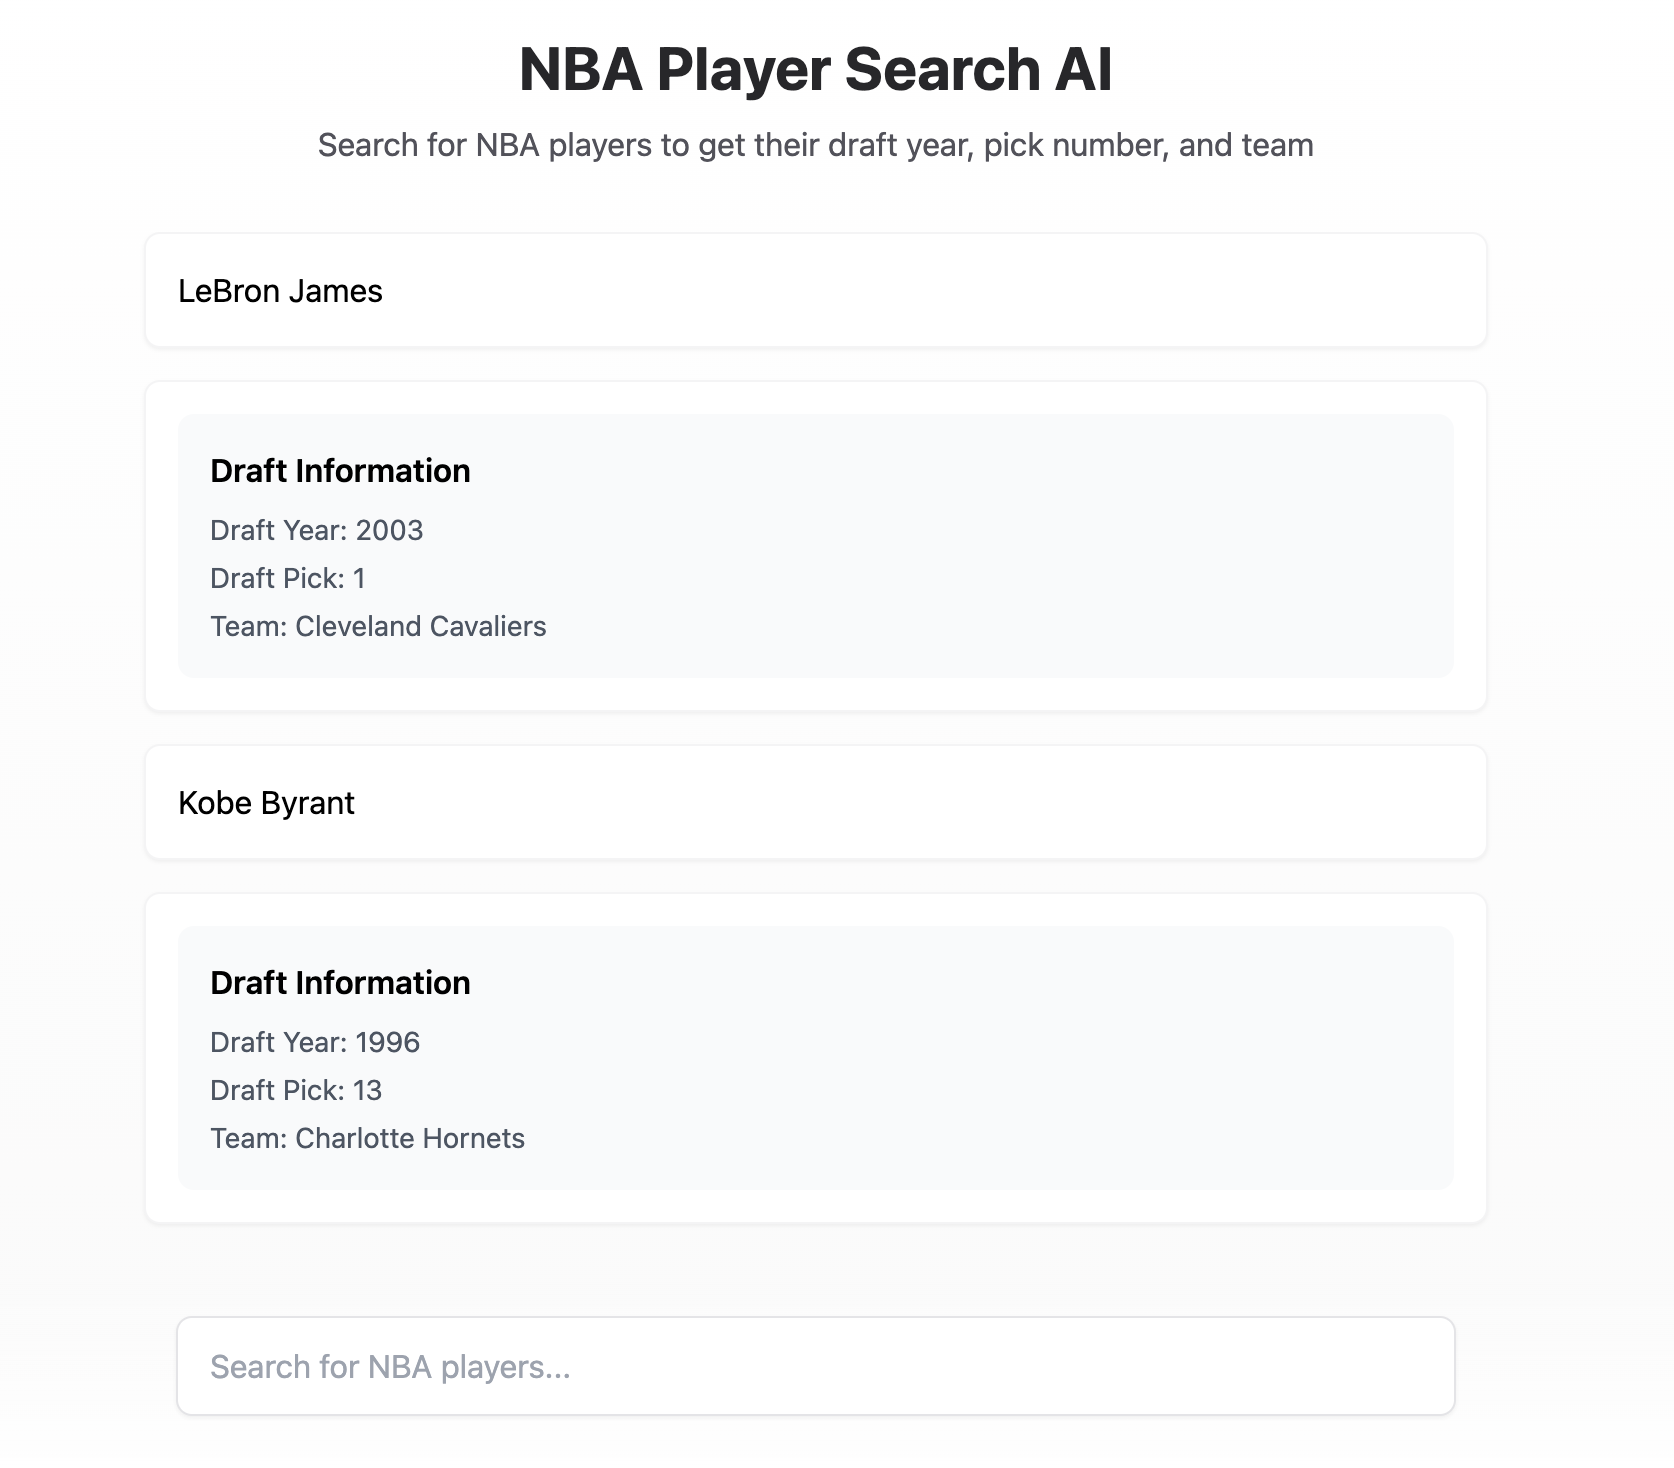 NBA Player Search AI
Search for NBA players to get their draft year, pick number, and team
LeBron James
Draft Information
Draft Year: 2003
Draft Pick: 1
Team: Cleveland Cavaliers
Kobe Byrant
Draft Information
Draft Year: 1996
Draft Pick: 13
Team: Charlotte Hornets
Search for NBA players...